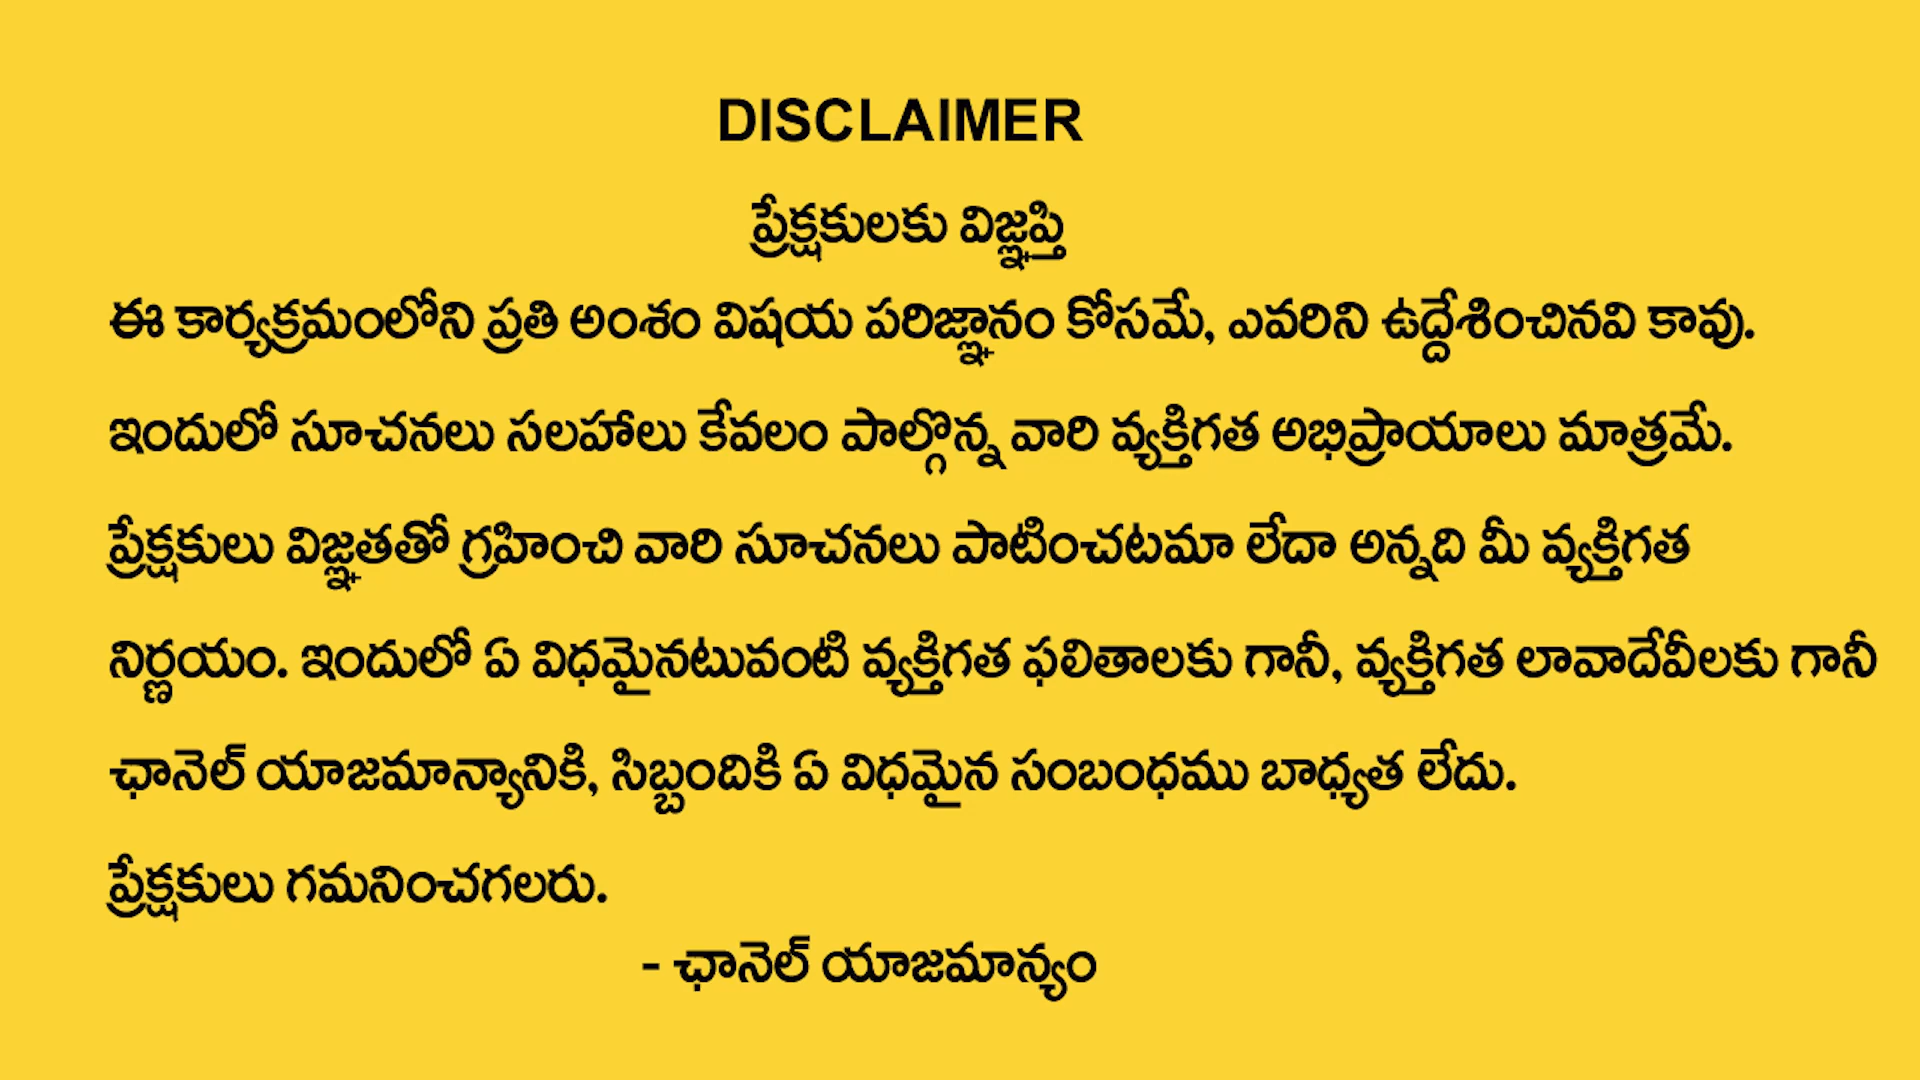 DISCLAIMER
ప్రేక్షకులకు విజ్ఞప్తి
ఈ కార్యక్రమంలోని ప్రతి అంశం విషయ పరిజ్ఞానం కోసమే, ఎవరిని ఉద్దేశించినవి కావు.
ఇందులో సూచనలు సలహాలు కేవలం పాల్గొన్న వారి వ్యక్తిగత అభిప్రాయాలు మాత్రమే.
ప్రేక్షకులు విజ్ఞతతో గ్రహించి వారి సూచనలు పాటించటమా లేదా అన్నది మీ వ్యక్తిగత
నిర్ణయం. ఇందులో ఏ విధమైనటువంటి వ్యక్తిగత ఫలితాలకు గానీ, వ్యక్తిగత లావాదేవీలకు గానీ
ఛానెల్ యాజమాన్యానికి, సిబ్బందికి ఏ విధమైన సంబంధము బాధ్యత లేదు.
ప్రేక్షకులు గమనించగలరు.
- ఛానెల్ యాజమాన్యం